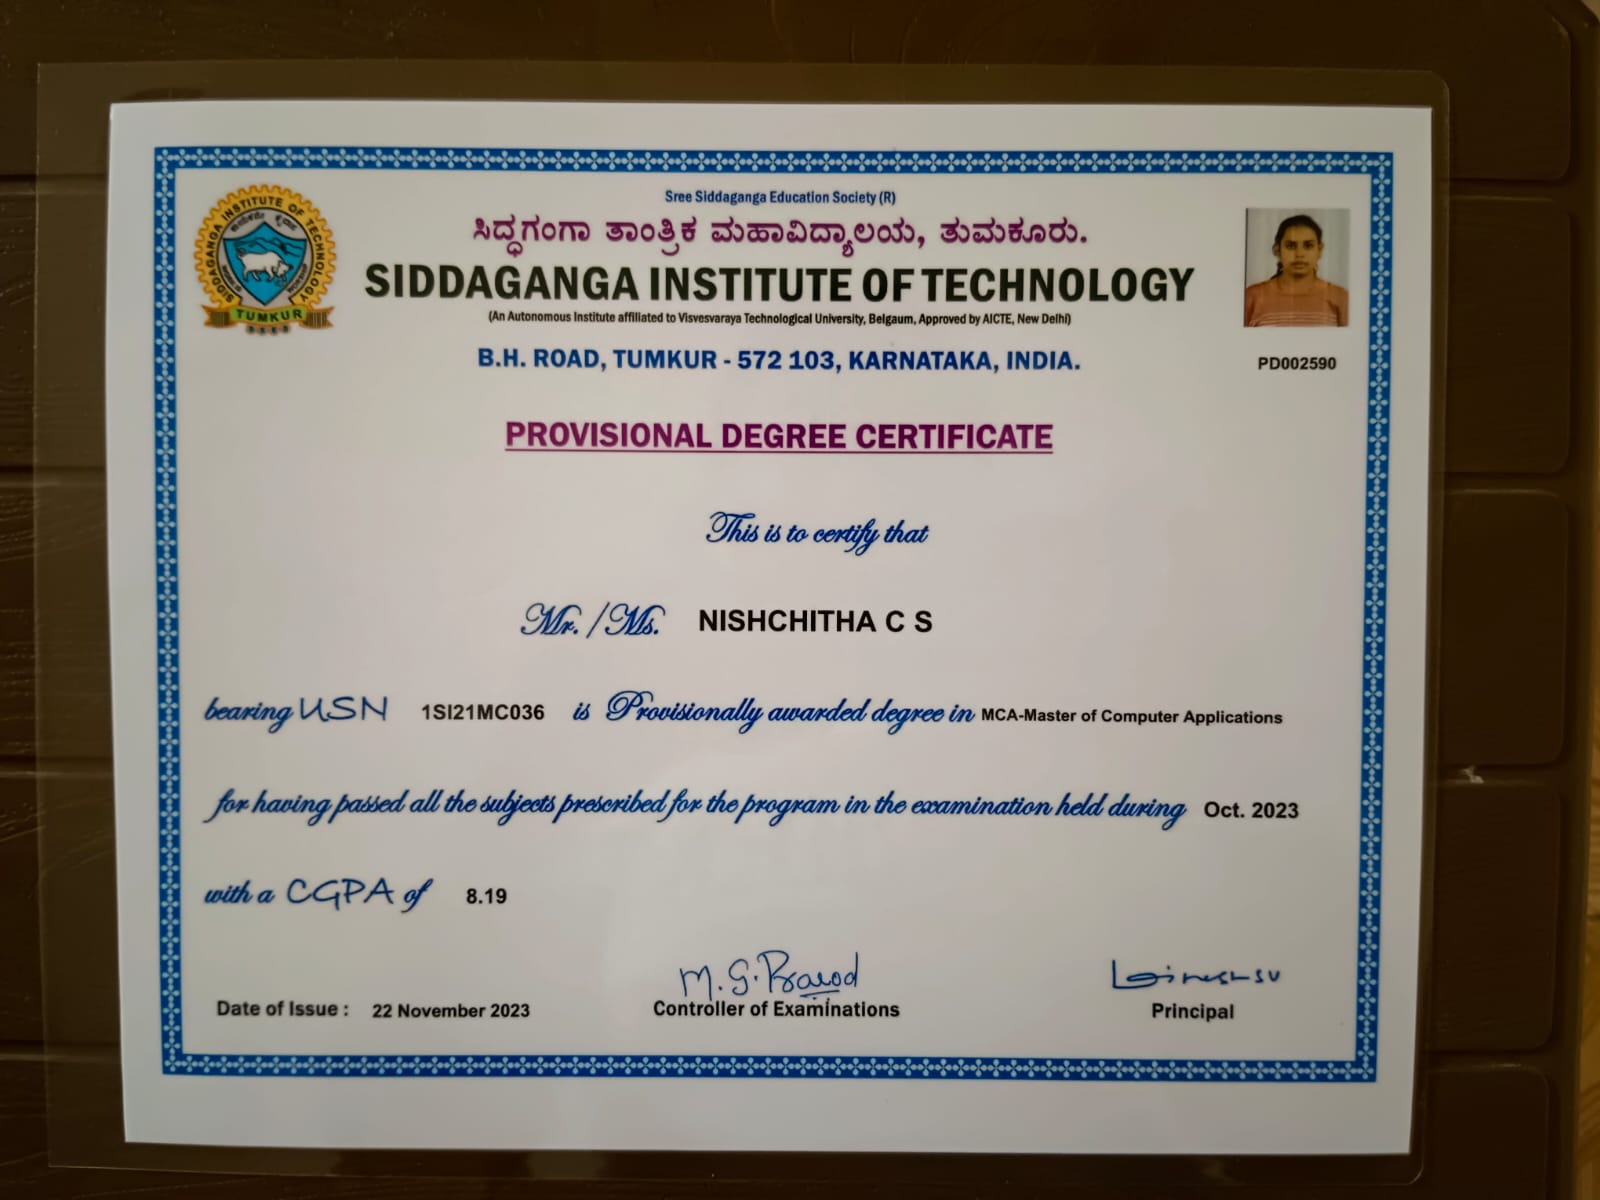 Sree Siddaganga Education Society (R)
ಸಿದ್ಧಗಂಗಾ ತಾಂತ್ರಿಕ ಮಹಾವಿದ್ಯಾಲಯ, ತುಮಕೂರು.
SIDDAGANGA INSTITUTE OF TECHNOLOGY
(An Autonomous Institute affiliated to Visvesvaraya Technological University, Belgaum, Approved by AICTE, New Delhi)
B.H. ROAD, TUMKUR - 572 103, KARNATAKA, INDIA.
SIDDAGANGA INSTITUTE OF TECHNOLOGY
TUMKUR
PD002590
PROVISIONAL DEGREE CERTIFICATE
This is to certify that
Mr. / Ms. NISHCHITHA C S
bearing USN 1SI21MC036 is Provisionally awarded degree in MCA-Master of Computer Applications
for having passed all the subjects prescribed for the program in the examination held during Oct. 2023
with a CGPA of 8.19
M. G. Prasod
Date of Issue : 22 November 2023 Controller of Examinations Principal